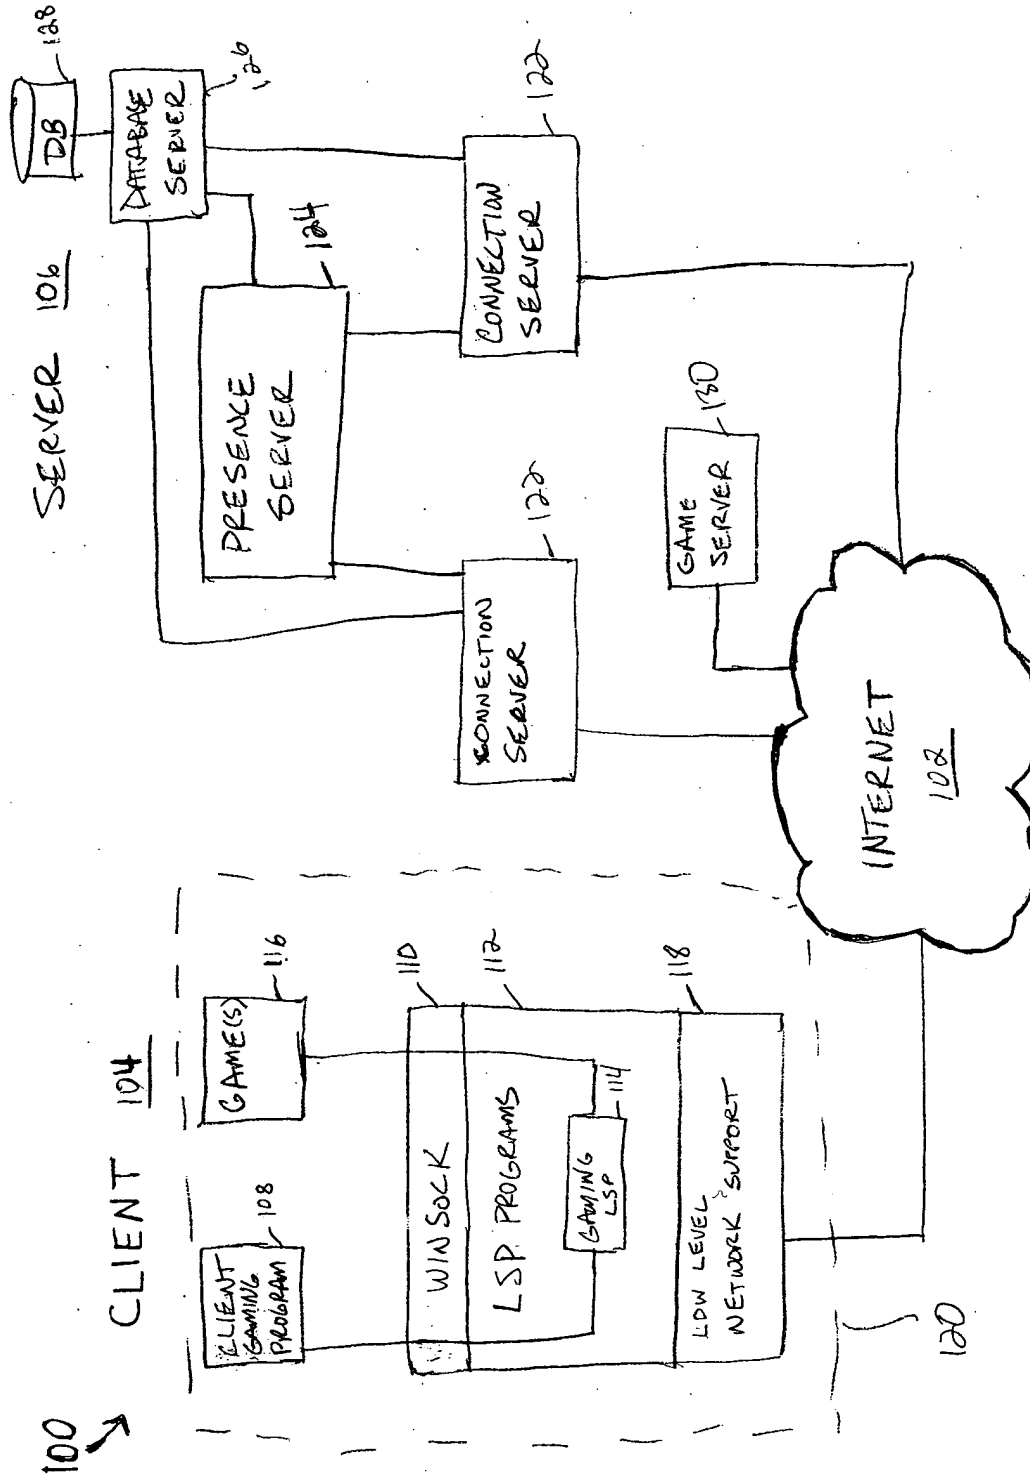 100
CLIENT 104
CLIENT
GAMING
PROGRAM
108
GAME(S)
116
WINSOCK
110
LSP PROGRAMS
112
GAMING
LSP
114
LOW LEVEL
NETWORK SUPPORT
118
120
SERVER 106
DB
128
DATABASE
SERVER
126
PRESENCE
SERVER
124
CONNECTION
SERVER
122
CONNECTION
SERVER
122
GAME
SERVER
130
INTERNET
102